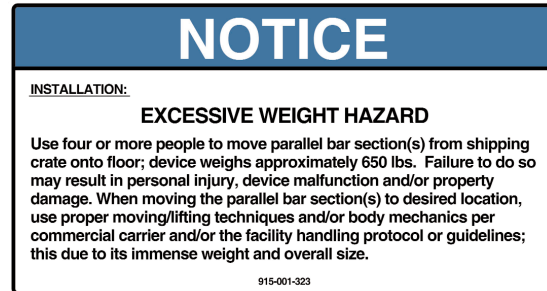 NOTICE
INSTALLATION:
EXCESSIVE WEIGHT HAZARD
Use four or more people to move parallel bar section(s) from shipping
crate onto floor; device weighs approximately 650 lbs.  Failure to do so
may result in personal injury, device malfunction and/or property
damage. When moving the parallel bar section(s) to desired location,
use proper moving/lifting techniques and/or body mechanics per
commercial carrier and/or the facility handling protocol or guidelines;
this due to its immense weight and overall size.
915-001-323